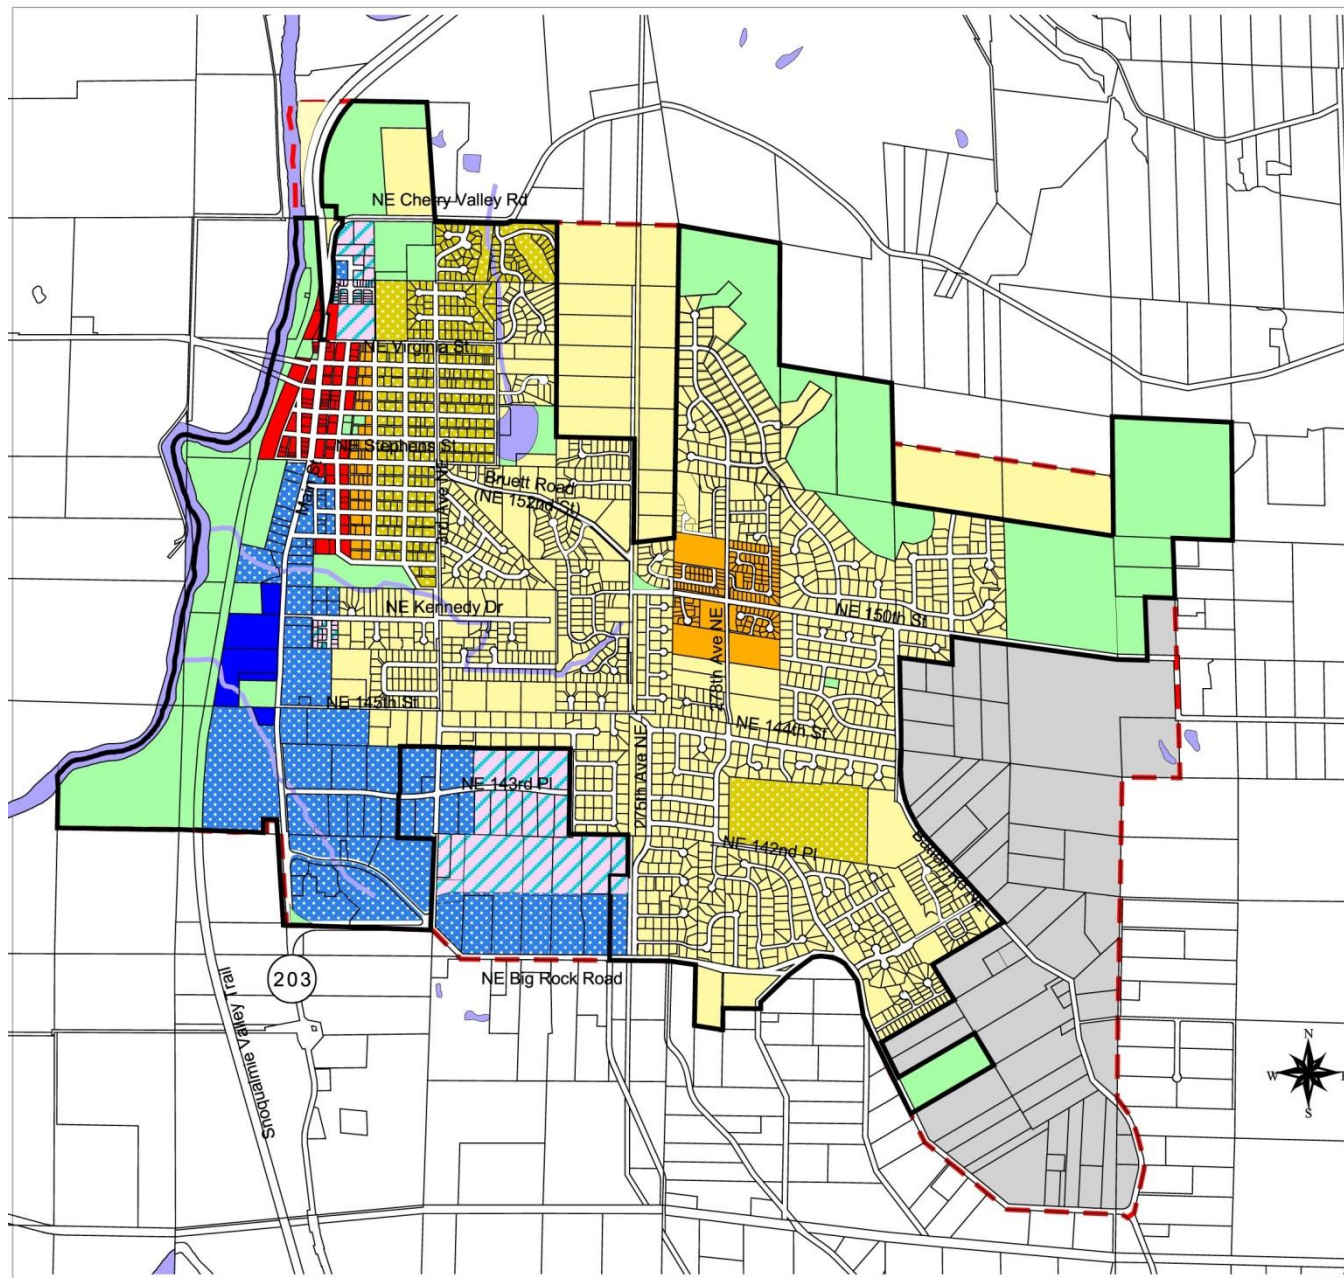 NE Cherry Valley Rd
NE Virginia St
NE Stephens St
Main St
3rd Ave NE
Bruett Road
(NE 152nd St)
NE Kennedy Dr
NE 150th St
278th Ave NE
NE 145th St
NE 144th St
275th Ave NE
NE 143rd Pl
NE 142nd Pl
NE Big Rock Road
203
Snoqualmie Valley Trail
N
W
S